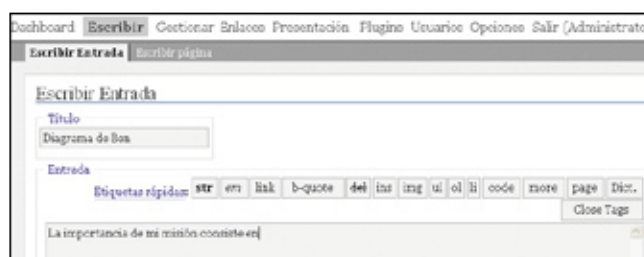 Dashboard Escribir Gestionar Enlaces Presentación Plugins Usuarios Opciones Salir (Administrato
Escribir Entrada Escribir página
Escribir Entrada
Título
Diagrama de Bon
Entrada
Etiquetas rápidas: str em link b-quote del ins img ul ol li code more page Dict.
Close Tags
La importancia de mi misión consiste en